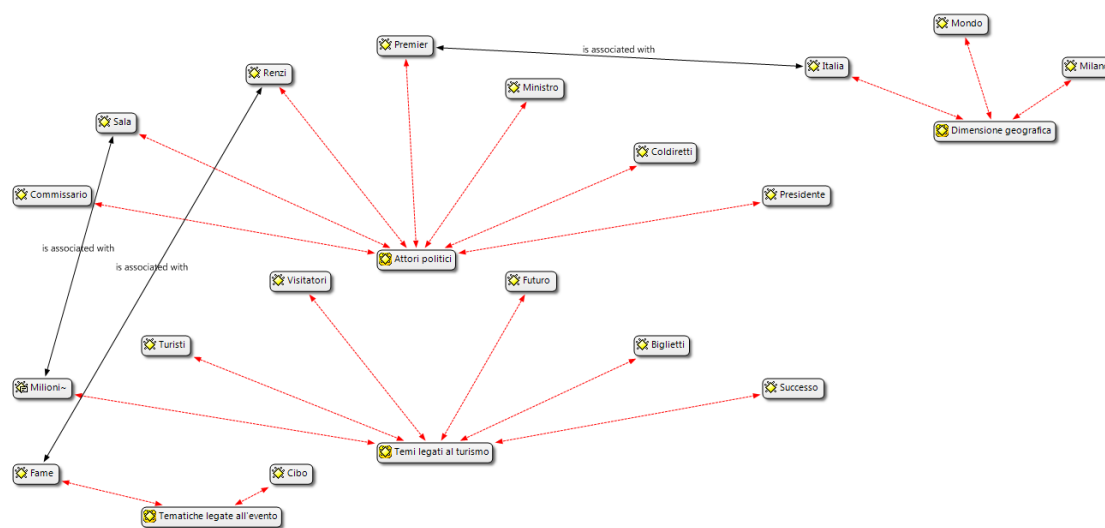 Mondo
Premier
is associated with
Italia
Milano
Renzi
Ministro
Sala
Dimensione geografica
Coldiretti
Commissario
Presidente
is associated with
Attori politici
is associated with
Visitatori
Futuro
Turisti
Biglietti
Milioni~
Successo
Temi legati al turismo
Fame
Cibo
Tematiche legate all'evento